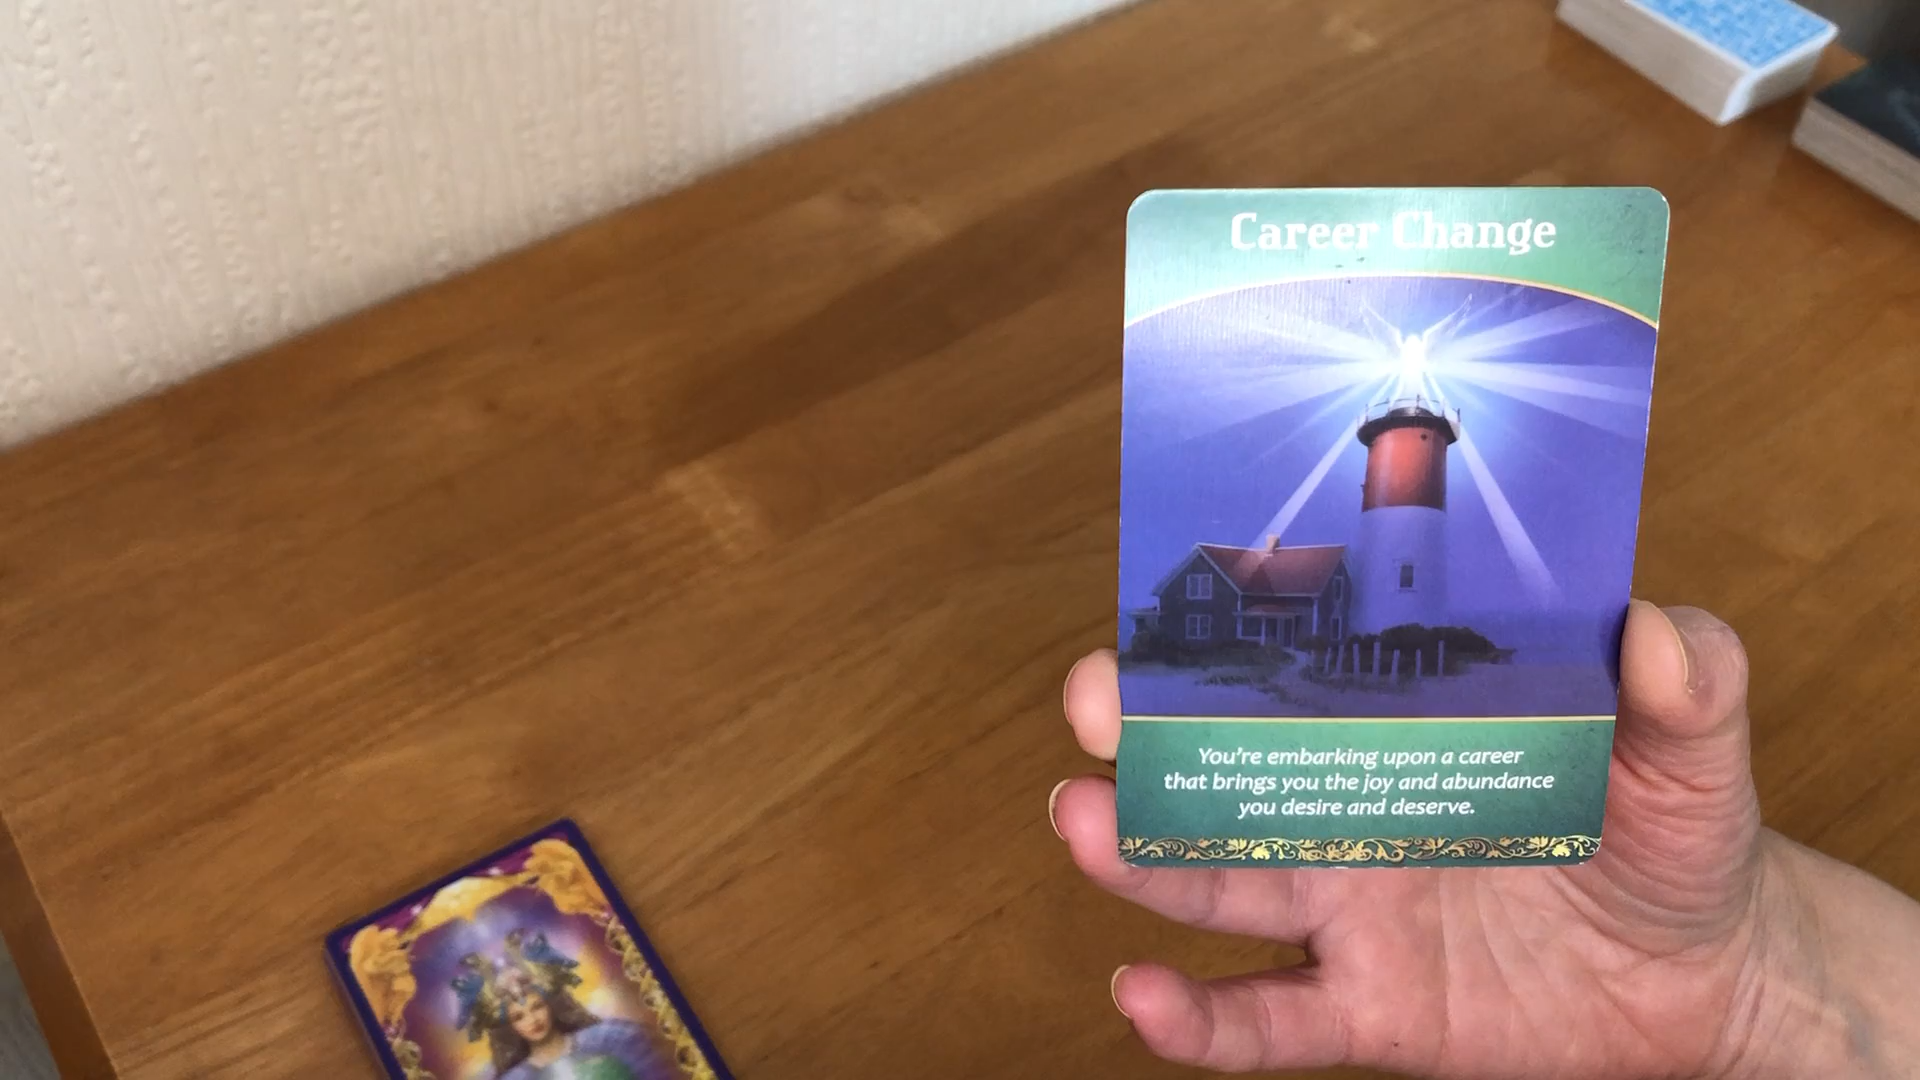 Career Change
You're embarking upon a career
that brings you the joy and abundance
you desire and deserve.